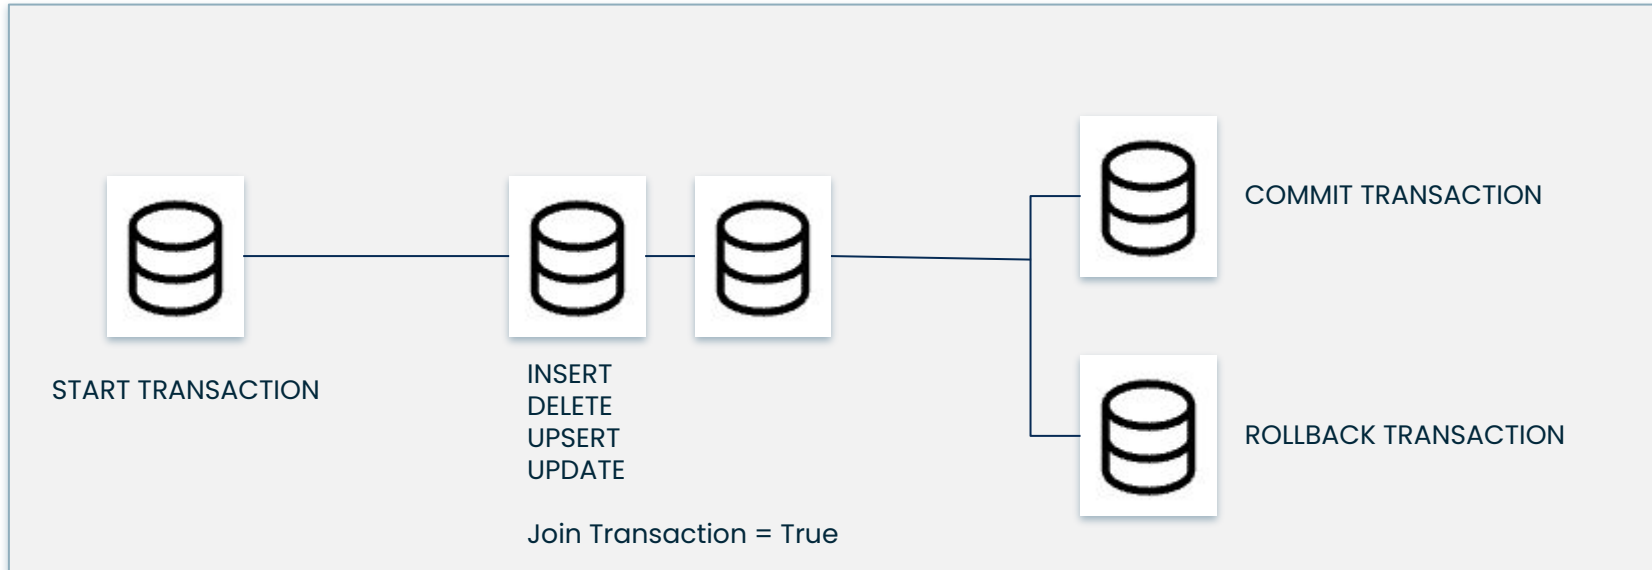 START TRANSACTION
INSERT
DELETE
UPSERT
UPDATE
Join Transaction = True
COMMIT TRANSACTION
ROLLBACK TRANSACTION